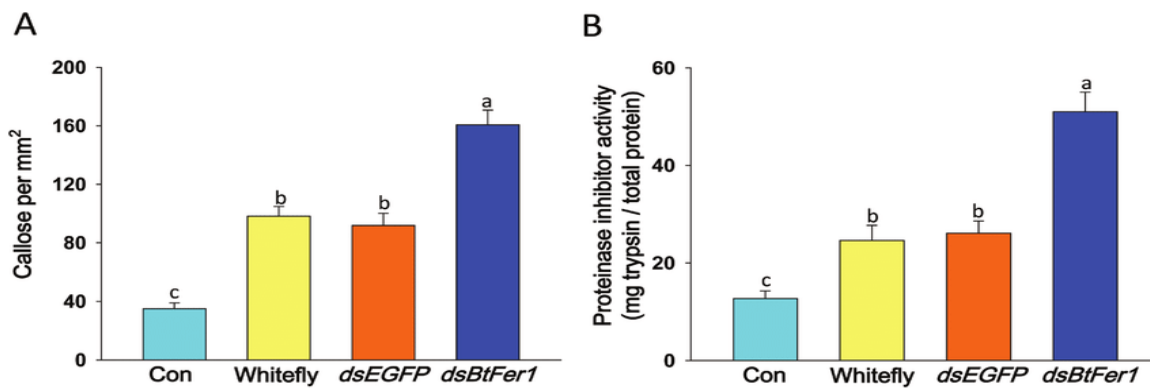 A
Callose per mm²
200
160
120
80
40
0
c
b
b
a
Con
Whitefly
dsEGFP
dsBtFer1
B
Proteinase inhibitor activity
(mg trypsin / total protein)
60
40
20
0
c
b
b
a
Con
Whitefly
dsEGFP
dsBtFer1